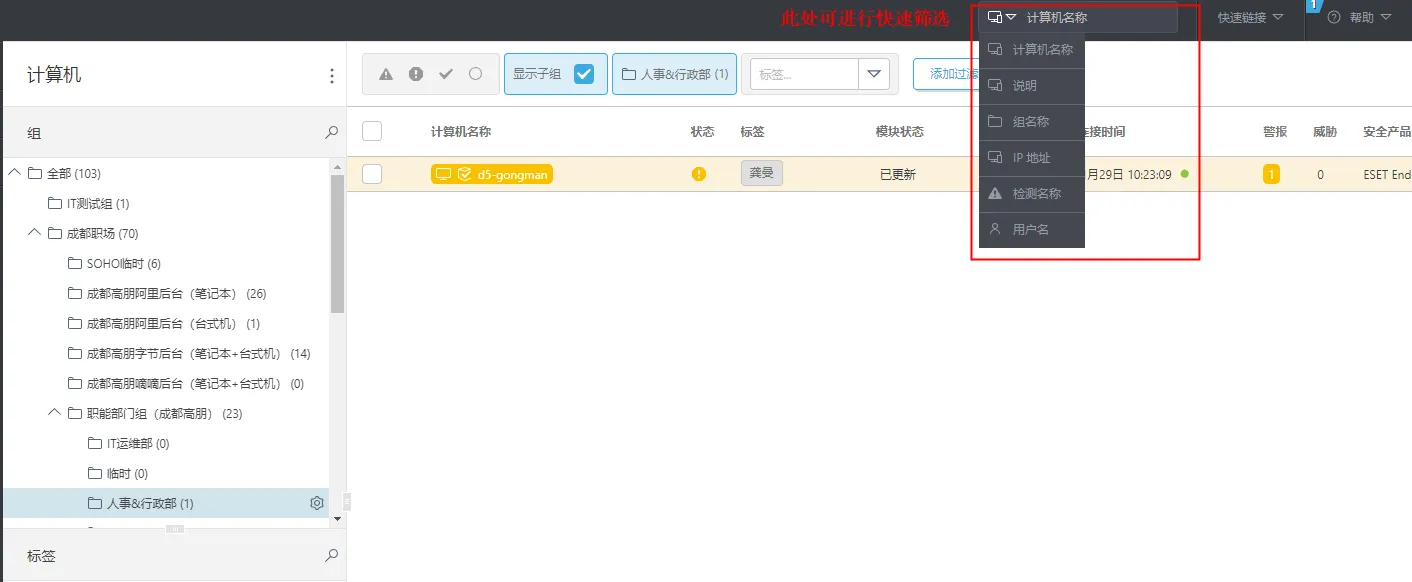 此处可进行快速筛选
计算机名称
快速链接
1
帮助
计算机名称
说明
组名称
IP 地址
检测名称
用户名
计算机
显示子组
人事&行政部 (1)
标签...
添加过滤
组
计算机名称 状态 标签 模块状态 连接时间 警报 威胁 安全产品
d5-gongman 龚曼 已更新 月29日 10:23:09 1 0 ESET End
全部 (103)
IT测试组 (1)
成都职场 (70)
SOHO临时 (6)
成都高朋阿里后台（笔记本） (26)
成都高朋阿里后台（台式机） (1)
成都高朋字节后台（笔记本+台式机） (14)
成都高朋嘀嘀后台（笔记本+台式机） (0)
职能部门组（成都高朋） (23)
IT运维部 (0)
临时 (0)
人事&行政部 (1)
标签